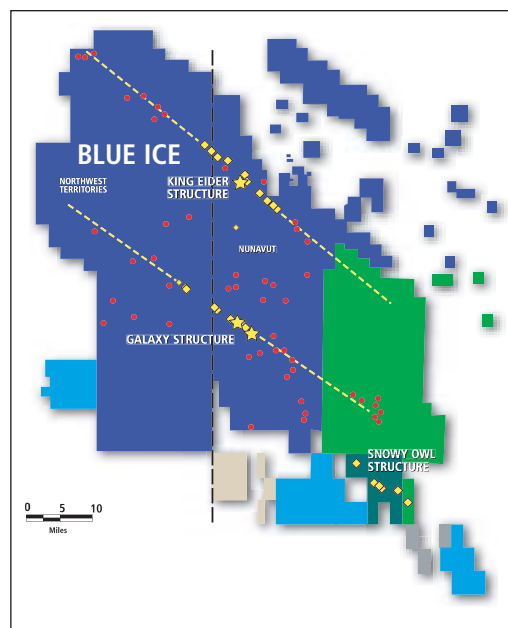 BLUE ICE
NORTHWEST
TERRITORIES
KING EIDER
STRUCTURE
NUNAVUT
GALAXY STRUCTURE
SNOWY OWL
STRUCTURE
0 5 10
Miles